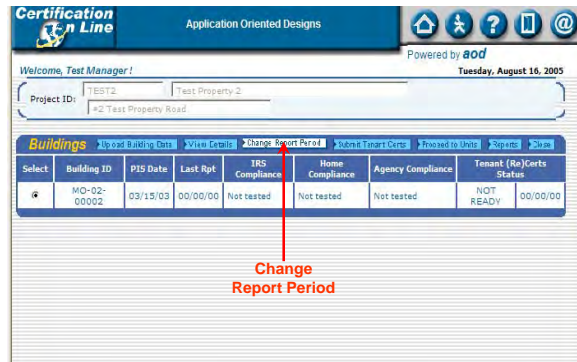 Certification
On Line
Application Oriented Designs
Powered by aod
Welcome, Test Manager!
Tuesday, August 16, 2005
Project ID: TEST2 Test Property 2
#2 Test Property Road
Buildings Upload Building Data View Details Change Report Period Submit Tenant Certs Proceed to Units Reports Close
Select Building ID PIS Date Last Rpt IRS Compliance Home Compliance Agency Compliance Tenant (Re)Certs Status
MO-02-00002 03/15/03 00/00/00 Not tested Not tested Not tested NOT READY 00/00/00
Change
Report Period